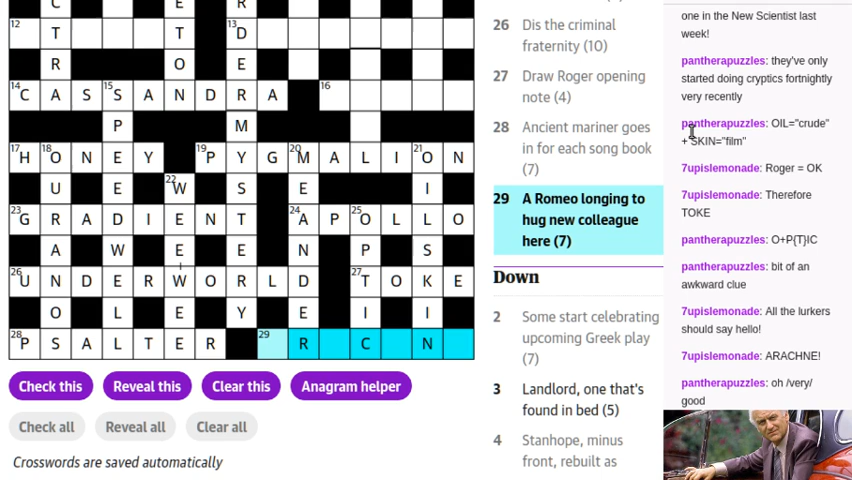 C E R
12 T T 13 D
R O E
14 C A S 15 S A N D R A 16
P M
17 H 18 O N E Y 19 P Y G 20 M A L I 21 O N
U E 22 W S E I
23 G R A D I E N T 24 A P 25 O L L O
A W E E N P S
26 U N D E R W O R L D 27 T O K E
O L E Y E I I
28 P S A L T E R 29 R C N
Check this Reveal this Clear this Anagram helper
Check all Reveal all Clear all
Crosswords are saved automatically
26 Dis the criminal
fraternity (10)
27 Draw Roger opening
note (4)
28 Ancient mariner goes
in for each song book
(7)
29 A Romeo longing to
hug new colleague
here (7)
Down
2 Some start celebrating
upcoming Greek play
(7)
3 Landlord, one that's
found in bed (5)
4 Stanhope, minus
front, rebuilt as
one in the New Scientist last
week!
pantherapuzzles: they've only
started doing cryptics fortnightly
very recently
pantherapuzzles: OIL="crude"
+ SKIN="film"
7upislemonade: Roger = OK
7upislemonade: Therefore
TOKE
pantherapuzzles: O+P{T}IC
pantherapuzzles: bit of an
awkward clue
7upislemonade: All the lurkers
should say hello!
7upislemonade: ARACHNE!
pantherapuzzles: oh /very/
good